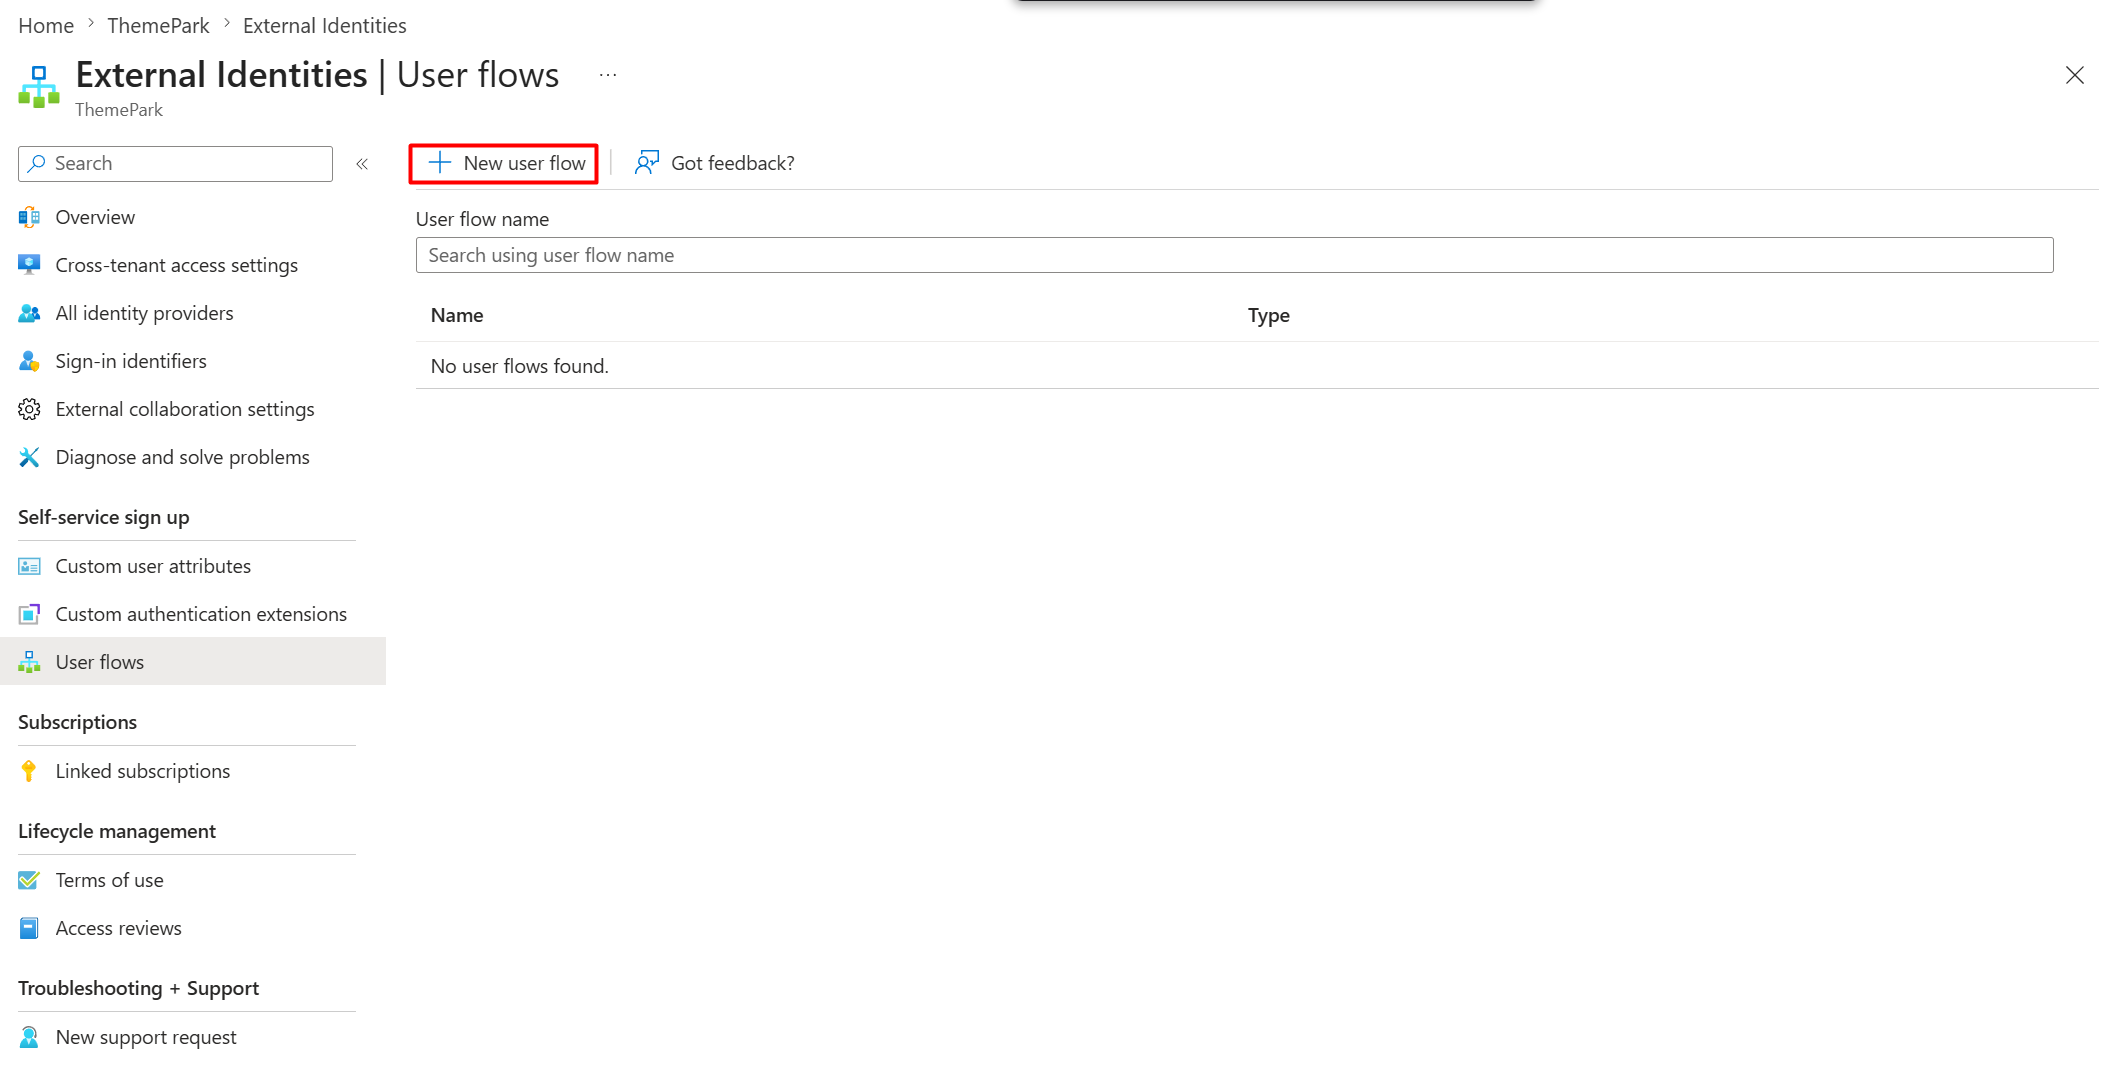 Home > ThemePark > External Identities
External Identities | User flows ...
ThemePark
Search
«
Overview
Cross-tenant access settings
All identity providers
Sign-in identifiers
External collaboration settings
Diagnose and solve problems
Self-service sign up
Custom user attributes
Custom authentication extensions
User flows
Subscriptions
Linked subscriptions
Lifecycle management
Terms of use
Access reviews
Troubleshooting + Support
New support request
New user flow
Got feedback?
User flow name
Search using user flow name
Name Type
No user flows found.